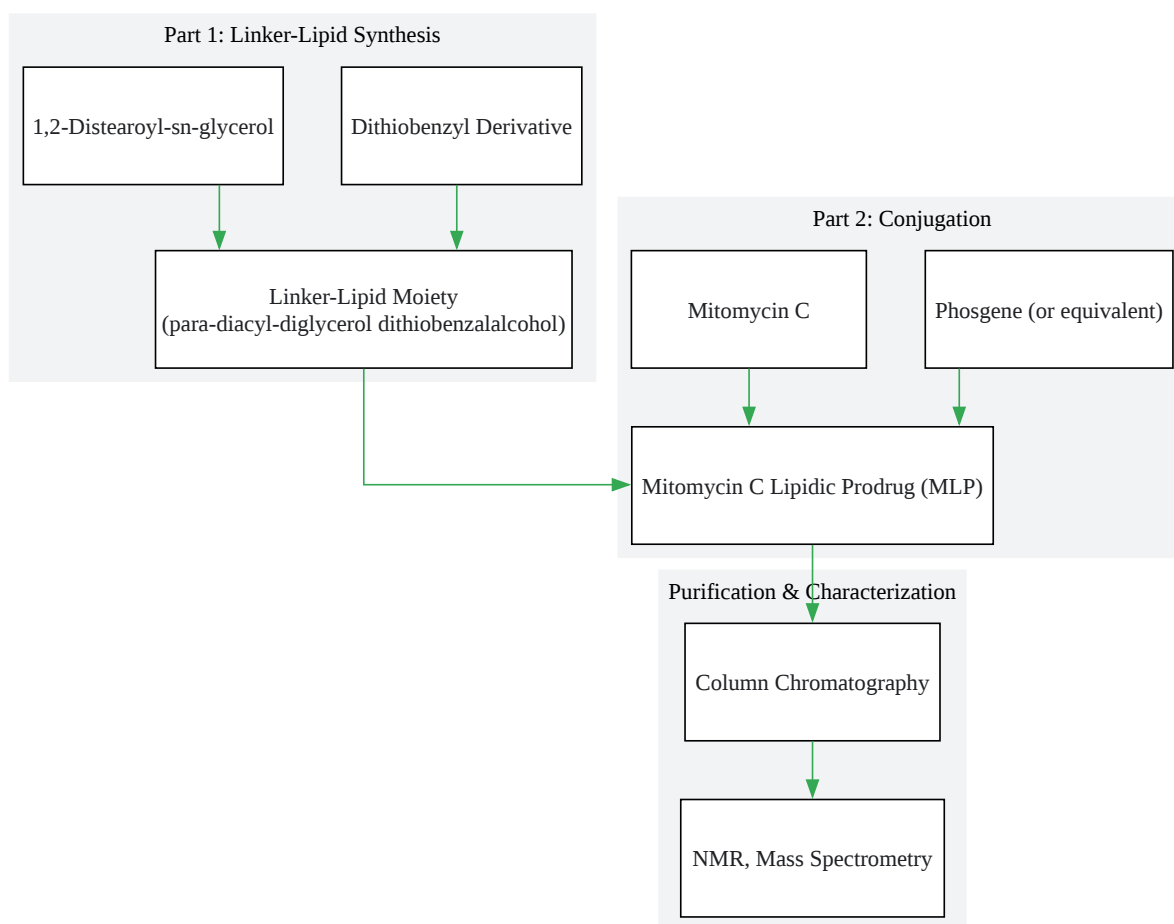 Part 1: Linker-Lipid Synthesis
1,2-Distearoyl-sn-glycerol
Dithiobenzyl Derivative
Linker-Lipid Moiety
(para-diacyl-diglycerol dithiobenzalalcohol)
Part 2: Conjugation
Mitomycin C
Phosgene (or equivalent)
Mitomycin C Lipidic Prodrug (MLP)
Purification & Characterization
Column Chromatography
NMR, Mass Spectrometry